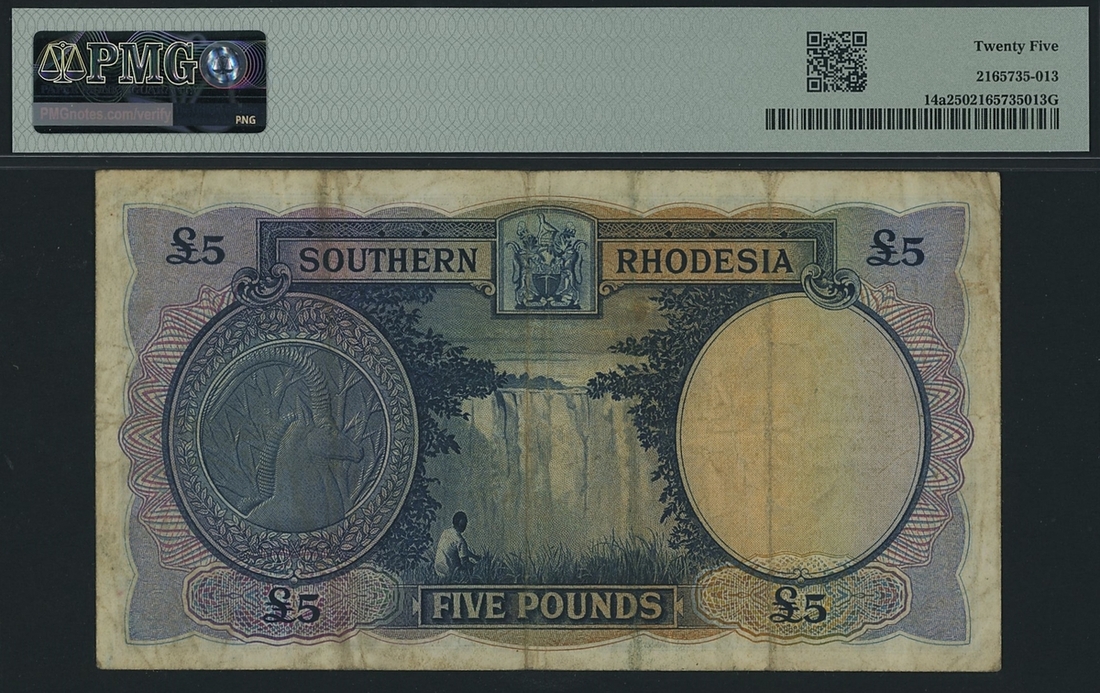 PMG
PMGnotes.com/verify
PNG
Twenty Five
2165735-013
14a2502165735013G
£5
SOUTHERN
RHODESIA
£5
£5
FIVE POUNDS
£5